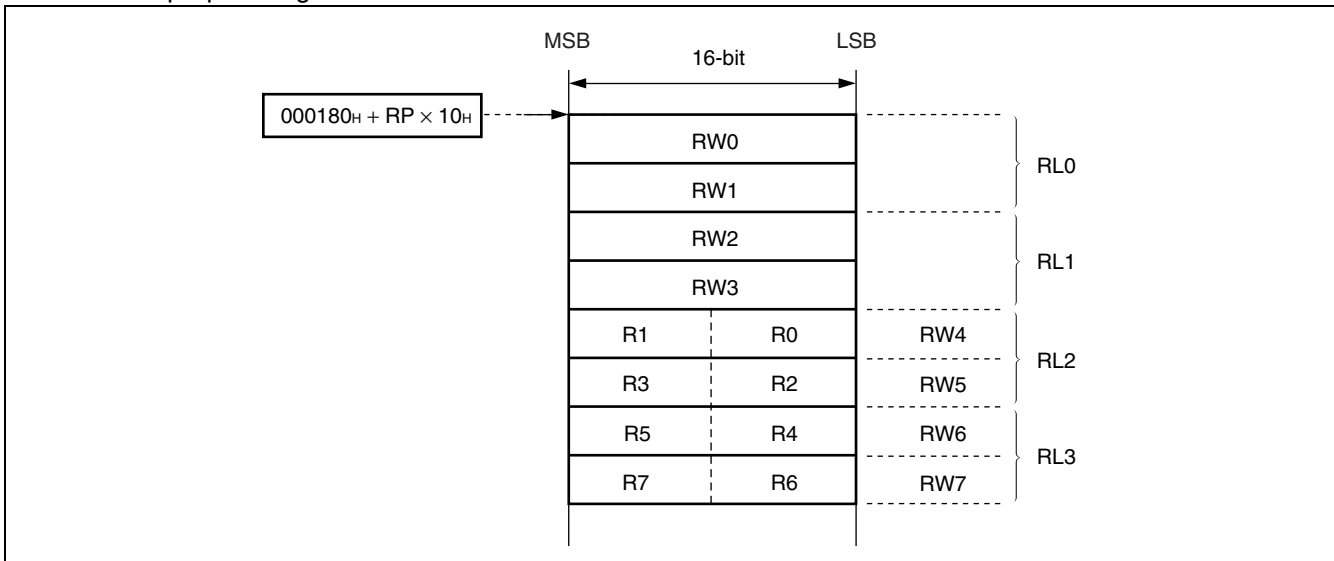 MSB LSB
16-bit
000180H + RP × 10H
RW0
RL0
RW1
RW2
RL1
RW3
R1 R0 RW4
RL2
R3 R2 RW5
R5 R4 RW6
RL3
R7 R6 RW7